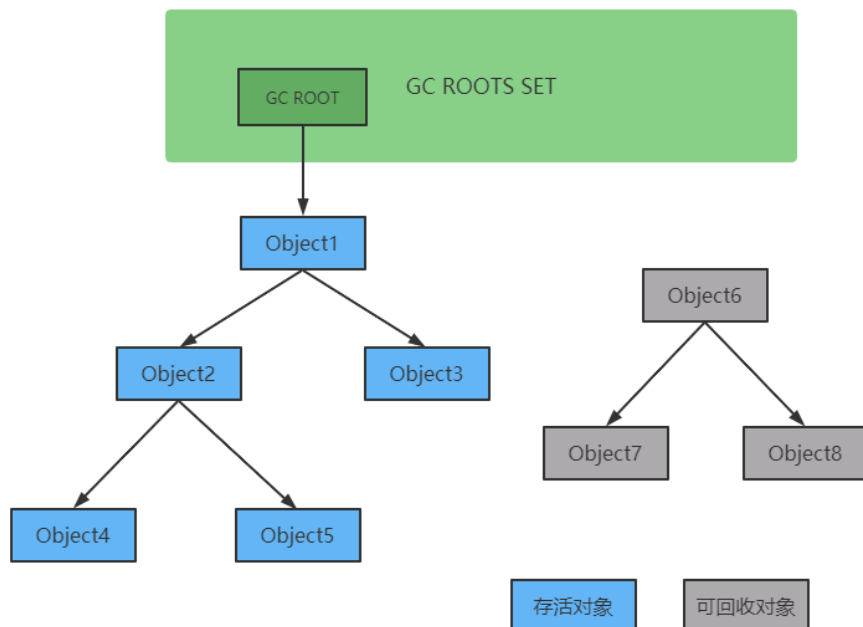 GC ROOTS SET
GC ROOT
Object1
Object6
Object2
Object3
Object7
Object8
Object4
Object5
存活对象
可回收对象